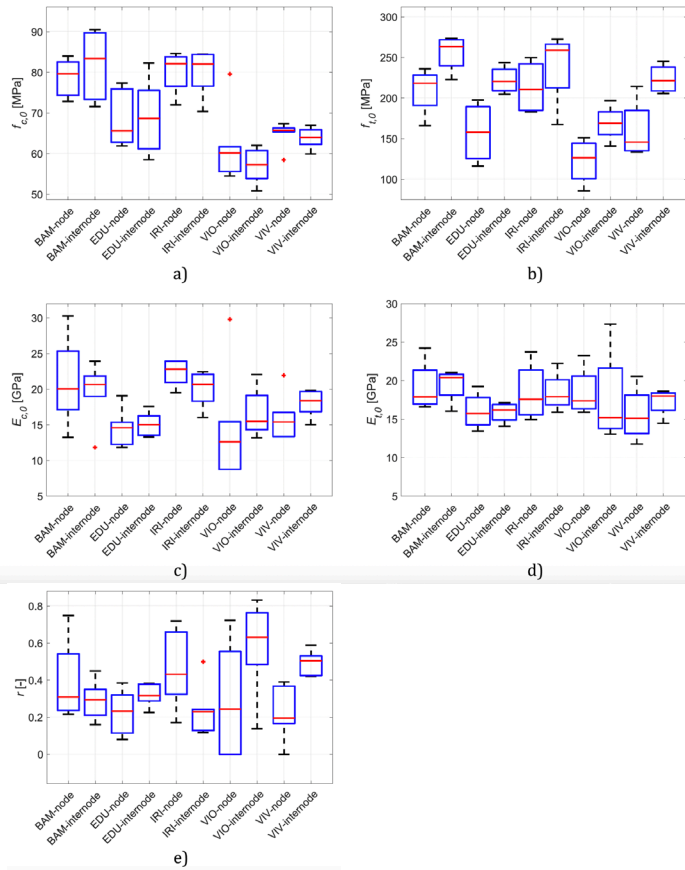 f_c,0 [MPa]
90
80
70
60
50
BAM-node
BAM-internode
EDU-node
EDU-internode
IRI-node
IRI-internode
VIO-node
VIO-internode
VIV-node
VIV-internode
a)
f_t,0 [MPa]
300
250
200
150
100
BAM-node
BAM-internode
EDU-node
EDU-internode
IRI-node
IRI-internode
VIO-node
VIO-internode
VIV-node
VIV-internode
b)
E_c,0 [GPa]
30
25
20
15
10
5
BAM-node
BAM-internode
EDU-node
EDU-internode
IRI-node
IRI-internode
VIO-node
VIO-internode
VIV-node
VIV-internode
c)
E_t,0 [GPa]
30
25
20
15
10
5
BAM-node
BAM-internode
EDU-node
EDU-internode
IRI-node
IRI-internode
VIO-node
VIO-internode
VIV-node
VIV-internode
d)
r [-]
0.8
0.6
0.4
0.2
0
BAM-node
BAM-internode
EDU-node
EDU-internode
IRI-node
IRI-internode
VIO-node
VIO-internode
VIV-node
VIV-internode
e)